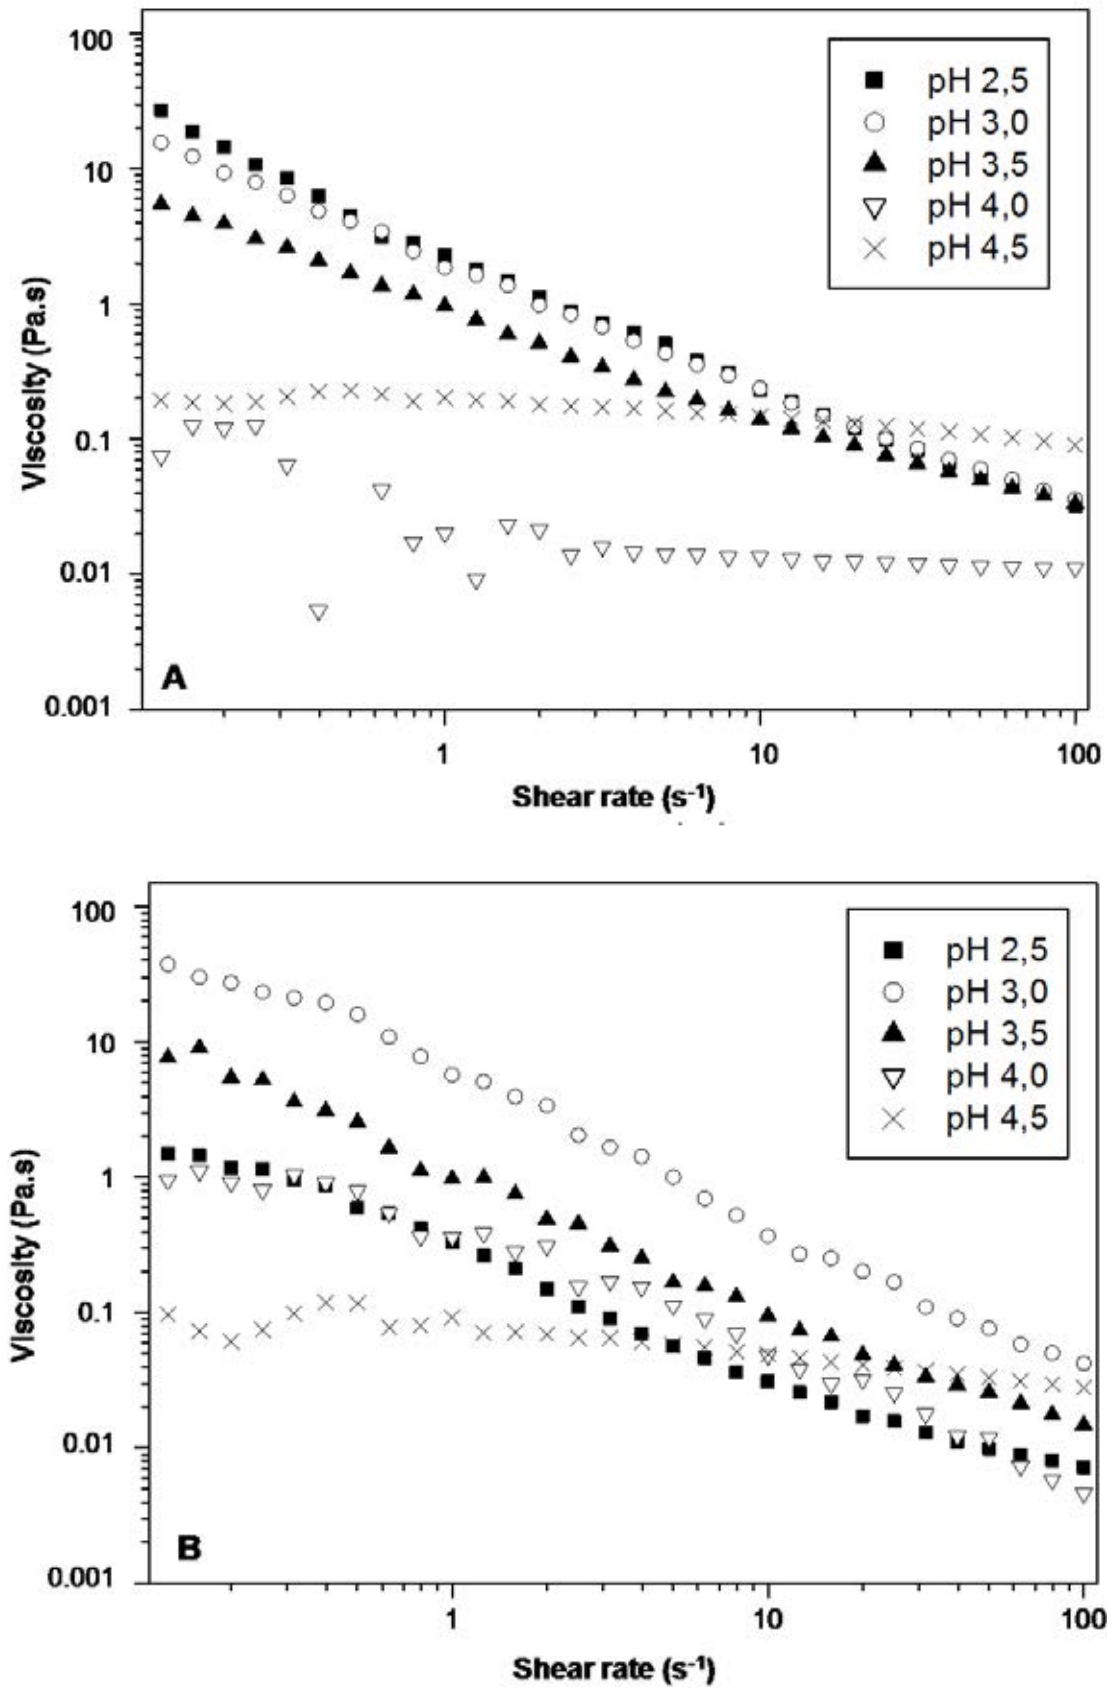 100
10
1
0.1
0.01
0.001
Viscosity (Pa.s)
pH 2,5
pH 3,0
pH 3,5
pH 4,0
pH 4,5
A
1
10
100
Shear rate (s⁻¹)
100
10
1
0.1
0.01
0.001
Viscosity (Pa.s)
pH 2,5
pH 3,0
pH 3,5
pH 4,0
pH 4,5
B
1
10
100
Shear rate (s⁻¹)